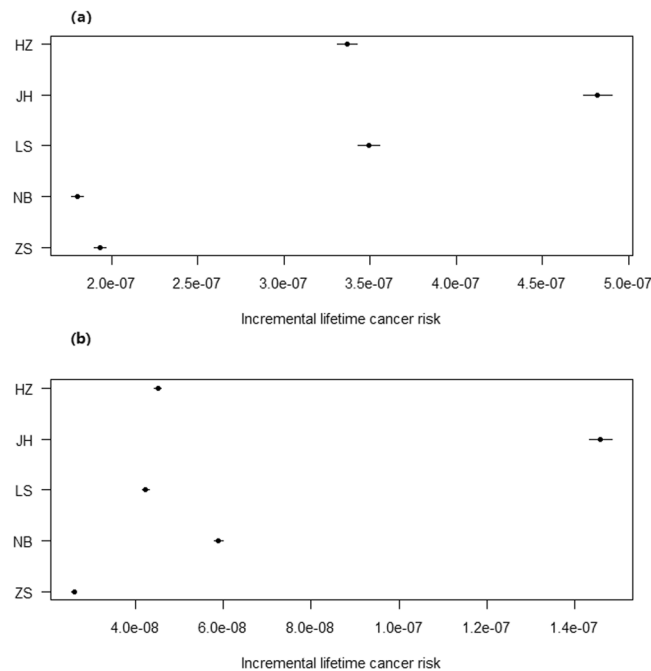 (a)
HZ
JH
LS
NB
ZS
2.0e-07 2.5e-07 3.0e-07 3.5e-07 4.0e-07 4.5e-07 5.0e-07
Incremental lifetime cancer risk
(b)
HZ
JH
LS
NB
ZS
4.0e-08 6.0e-08 8.0e-08 1.0e-07 1.2e-07 1.4e-07
Incremental lifetime cancer risk